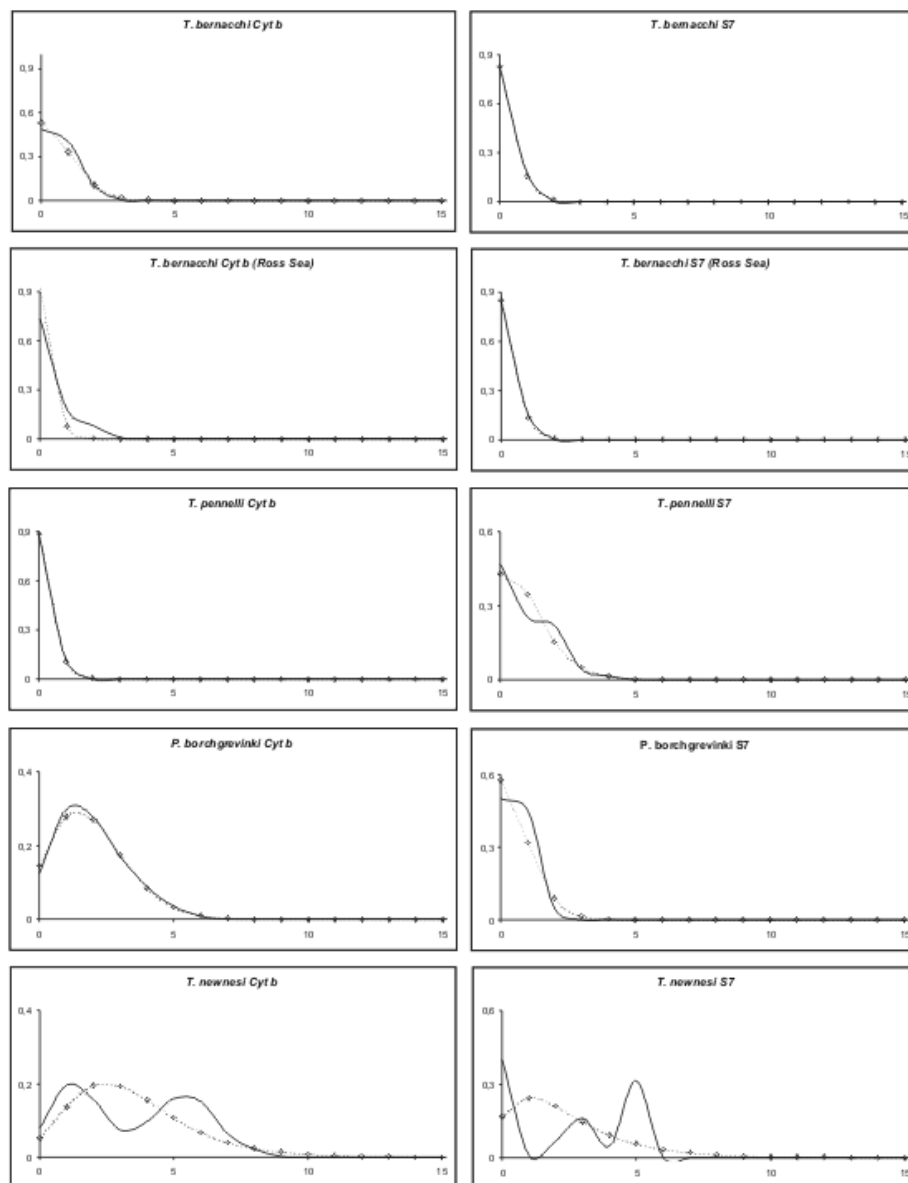 T. bernacchi Cyt b
0,9
0,6
0,3
0
0 5 10 15
T. bernacchi S7
0,9
0,6
0,3
0
0 5 10 15
T. bernacchi Cyt b (Ross Sea)
0,9
0,6
0,3
0
0 5 10 15
T. bernacchi S7 (Ross Sea)
0,9
0,6
0,3
0
0 5 10 15
T. pennelli Cyt b
0,9
0,6
0,3
0
0 5 10 15
T. pennelli S7
0,6
0,3
0
0 5 10 15
P. borchgrevinki Cyt b
0,4
0,2
0
0 5 10 15
P. borchgrevinki S7
0,6
0,3
0
0 5 10 15
T. newnesi Cyt b
0,4
0,2
0
0 5 10 15
T. newnesi S7
0,6
0,3
0
0 5 10 15